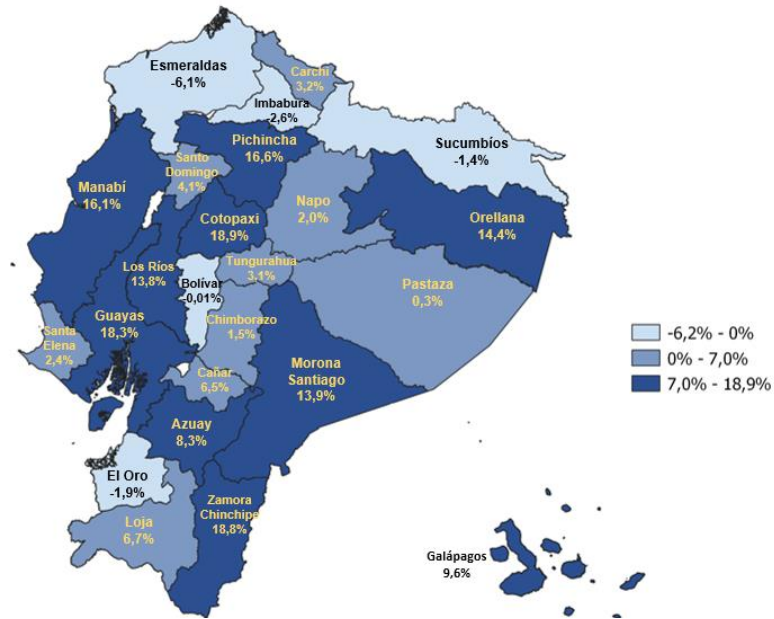 Esmeraldas
-6,1%
Carchi
3,2%
Imbabura
-2,6%
Sucumbíos
-1,4%
Pichincha
16,6%
Santo
Domingo
4,1%
Manabí
16,1%
Napo
2,0%
Orellana
14,4%
Cotopaxi
18,9%
Los Ríos
13,8%
Tungurahua
3.1%
Bolívar
-0,01%
Pastaza
0,3%
Guayas
18,3%
Chimborazo
1,5%
Santa
Elena
2,4%
Cañar
6,5%
Morona
Santiago
13,9%
Azuay
8,3%
El Oro
-1,9%
Loja
6,7%
Zamora
Chinchipe
18,8%
Galápagos
9,6%
-6,2% - 0%
0% - 7,0%
7,0% - 18,9%